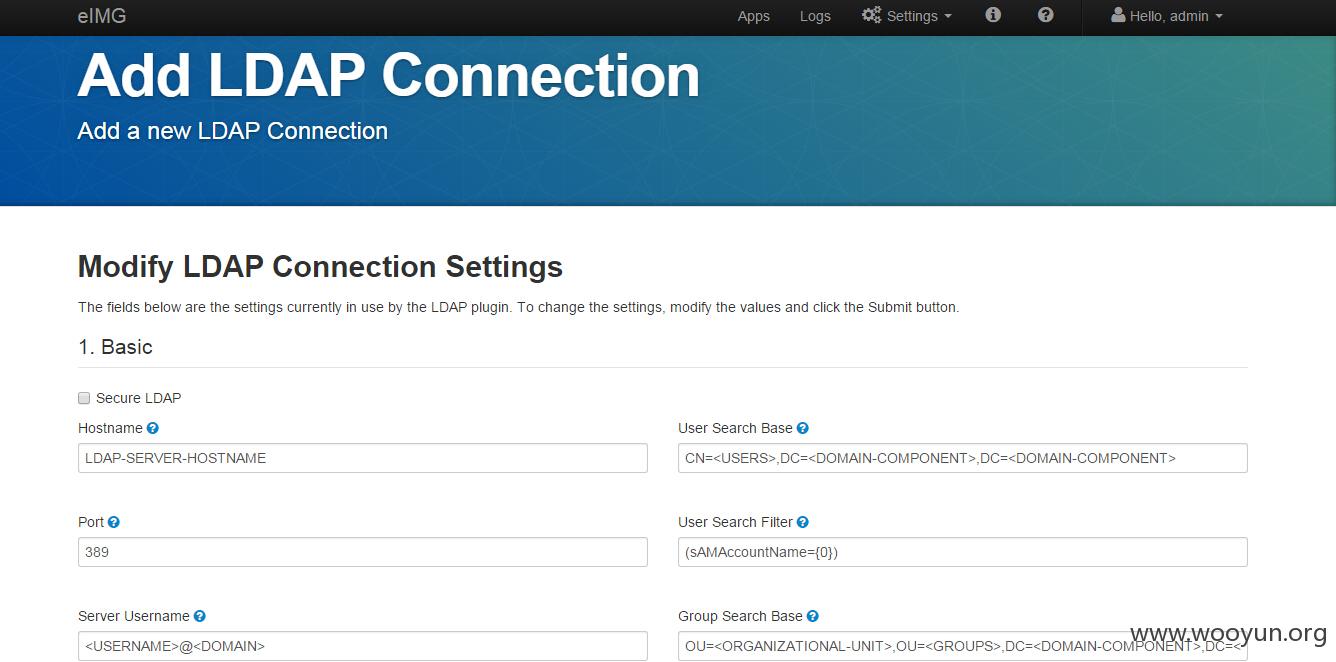 eIMG Apps Logs Settings Hello, admin
Add LDAP Connection
Add a new LDAP Connection
Modify LDAP Connection Settings
The fields below are the settings currently in use by the LDAP plugin. To change the settings, modify the values and click the Submit button.
1. Basic
Secure LDAP
Hostname
LDAP-SERVER-HOSTNAME
User Search Base
CN=<USERS>,DC=<DOMAIN-COMPONENT>,DC=<DOMAIN-COMPONENT>
Port
389
User Search Filter
(sAMAccountName={0})
Server Username
<USERNAME>@<DOMAIN>
Group Search Base
OU=<ORGANIZATIONAL-UNIT>,OU=<GROUPS>,DC=<DOMAIN-COMPONENT>,DC=<
www.wooyun.org